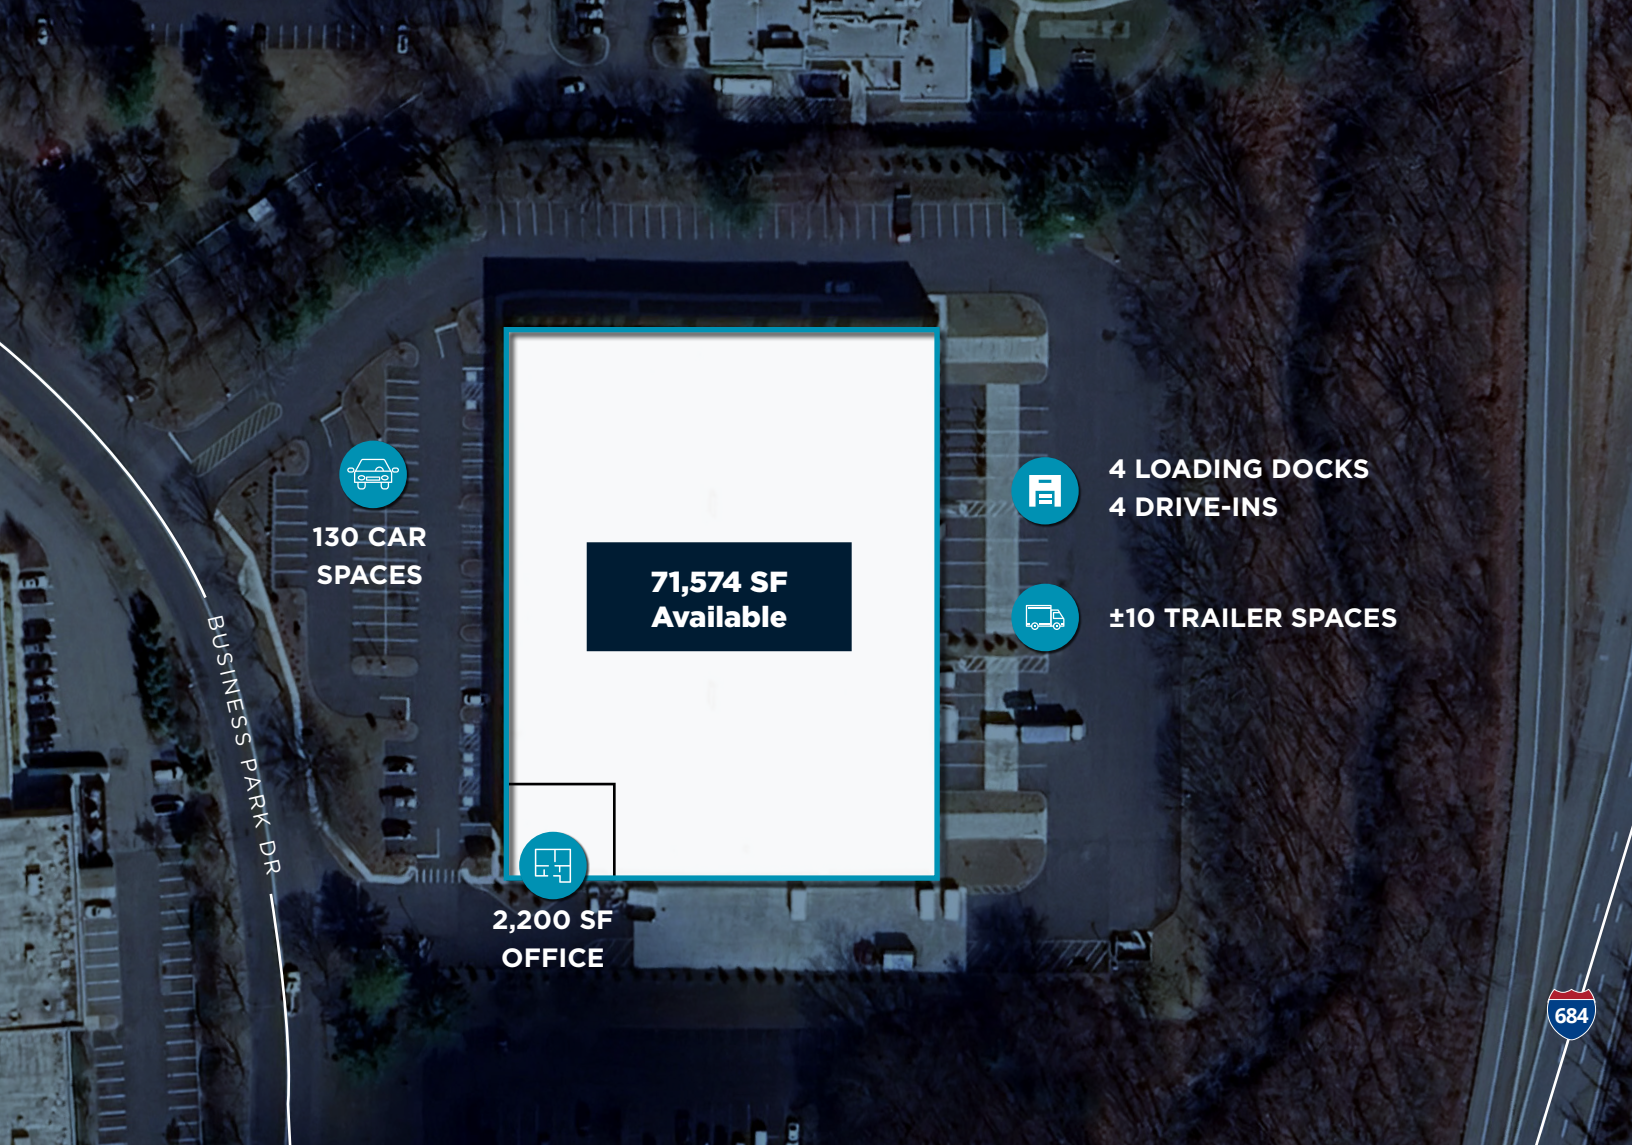 4 LOADING DOCKS
4 DRIVE-INS
130 CAR
SPACES
71,574 SF
Available
±10 TRAILER SPACES
BUSINESS PARK DR
2,200 SF
OFFICE
684